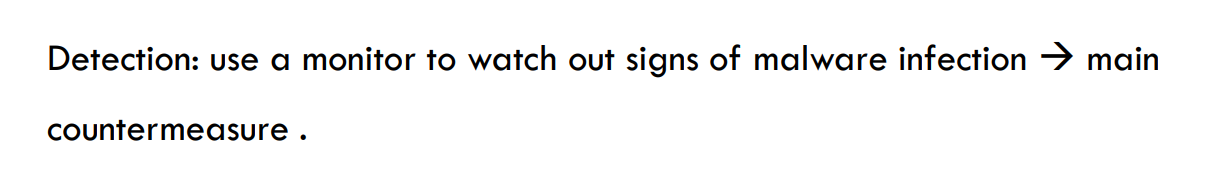 Detection: use a monitor to watch out signs of malware infection → main
countermeasure .